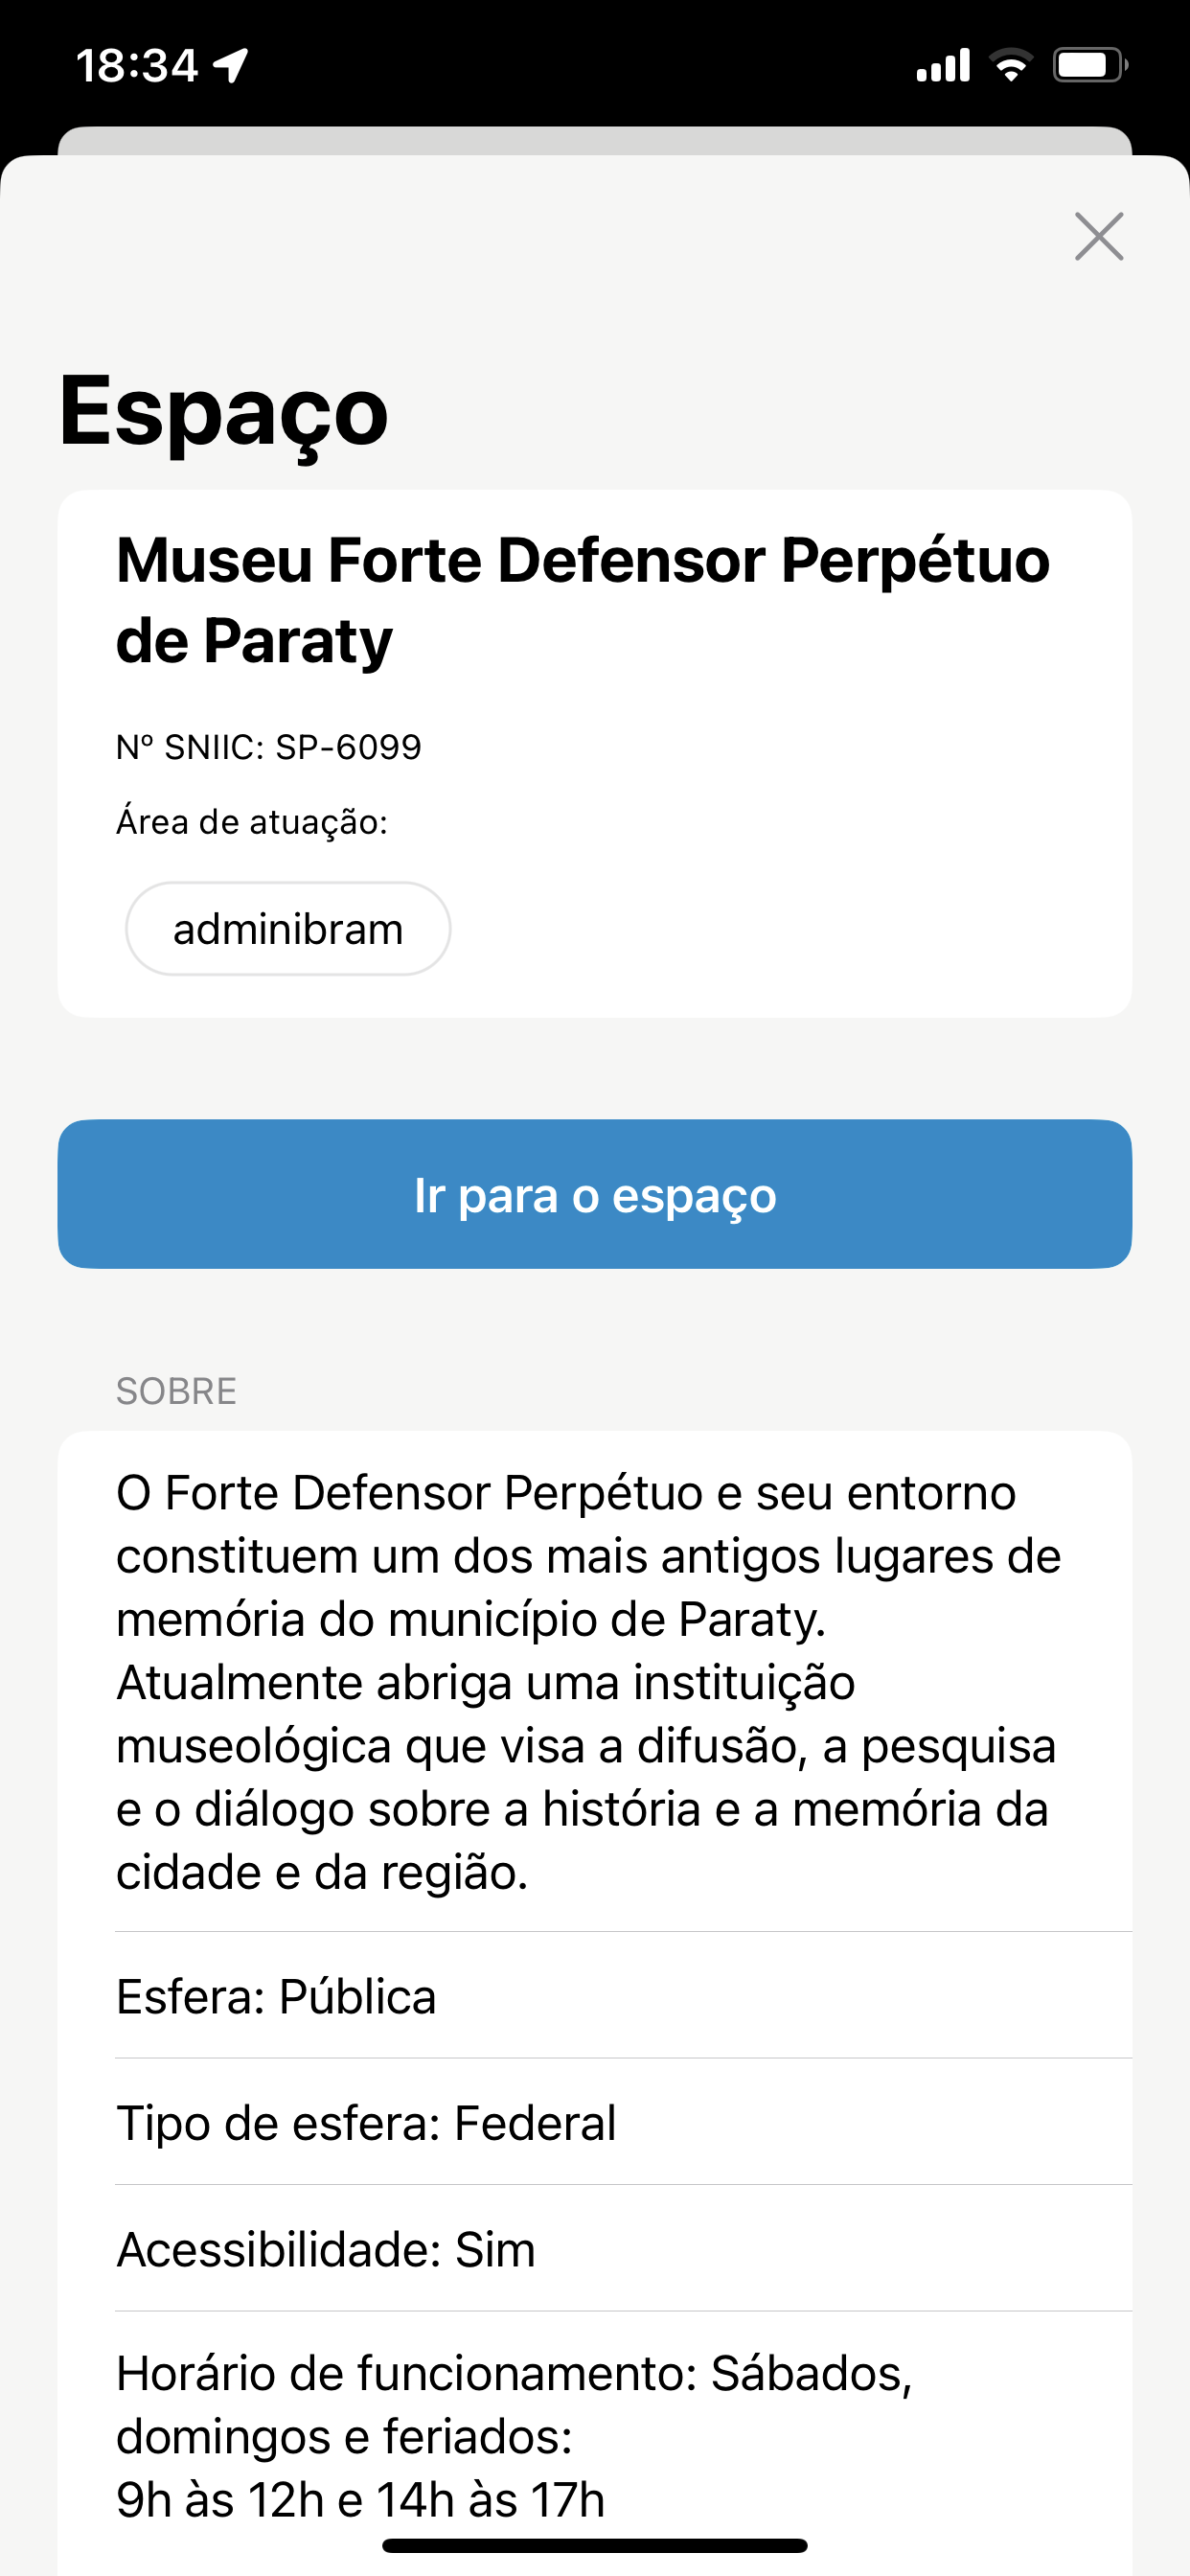 18:34
Espaço
Museu Forte Defensor Perpétuo
de Paraty
Nº SNIIC: SP-6099
Área de atuação:
adminibram
Ir para o espaço
SOBRE
O Forte Defensor Perpétuo e seu entorno
constituem um dos mais antigos lugares de
memória do município de Paraty.
Atualmente abriga uma instituição
museológica que visa a difusão, a pesquisa
e o diálogo sobre a história e a memória da
cidade e da região.
Esfera: Pública
Tipo de esfera: Federal
Acessibilidade: Sim
Horário de funcionamento: Sábados,
domingos e feriados:
9h às 12h e 14h às 17h